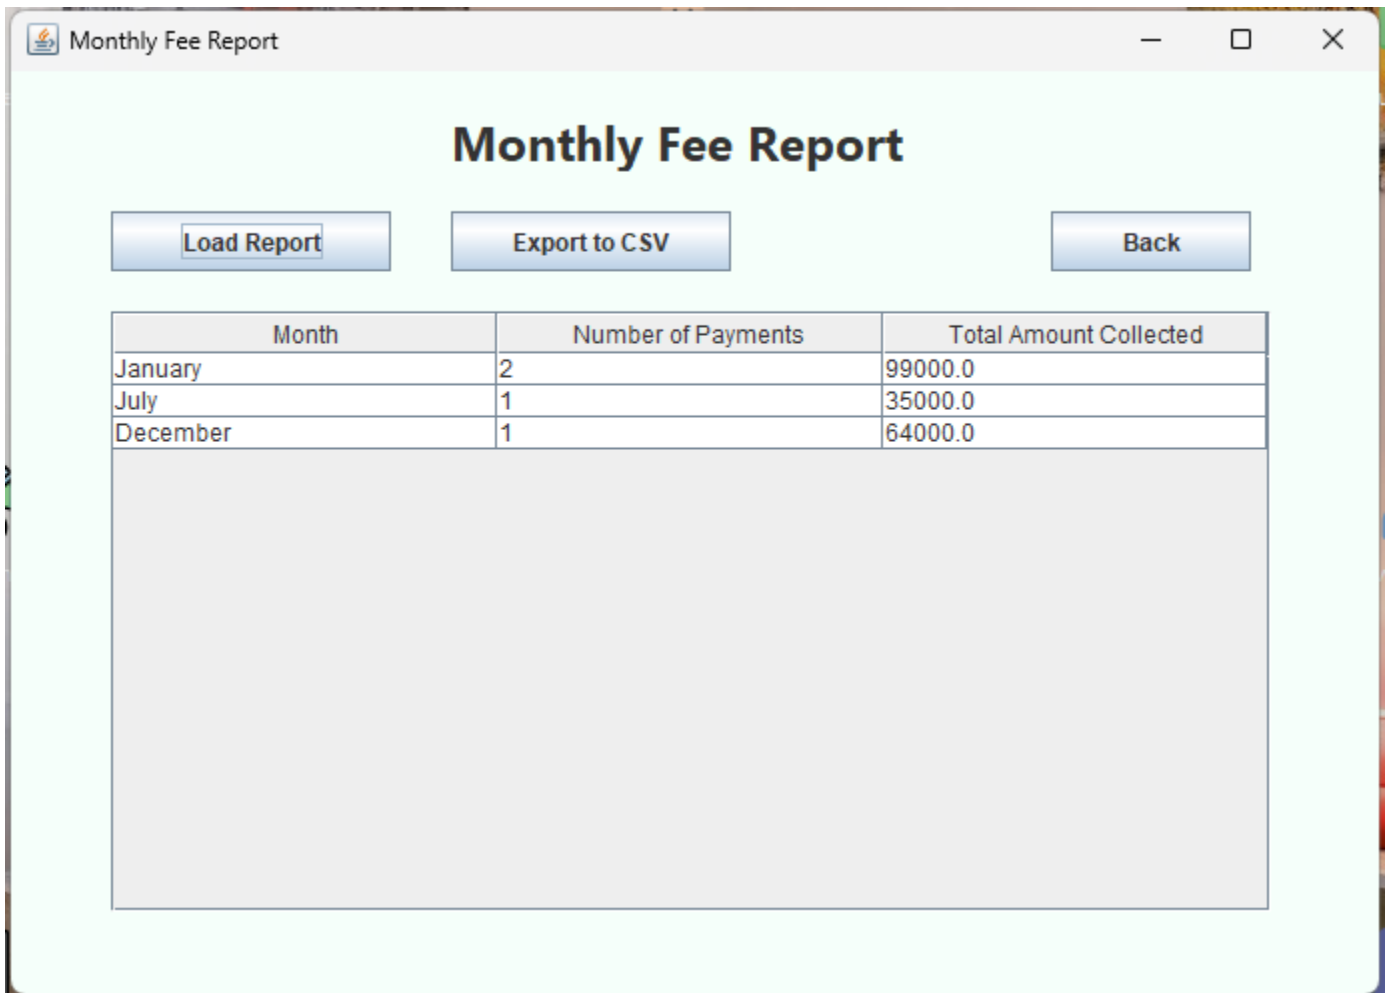 Monthly Fee Report
Monthly Fee Report
Load Report Export to CSV Back
Month Number of Payments Total Amount Collected
January 2 99000.0
July 1 35000.0
December 1 64000.0